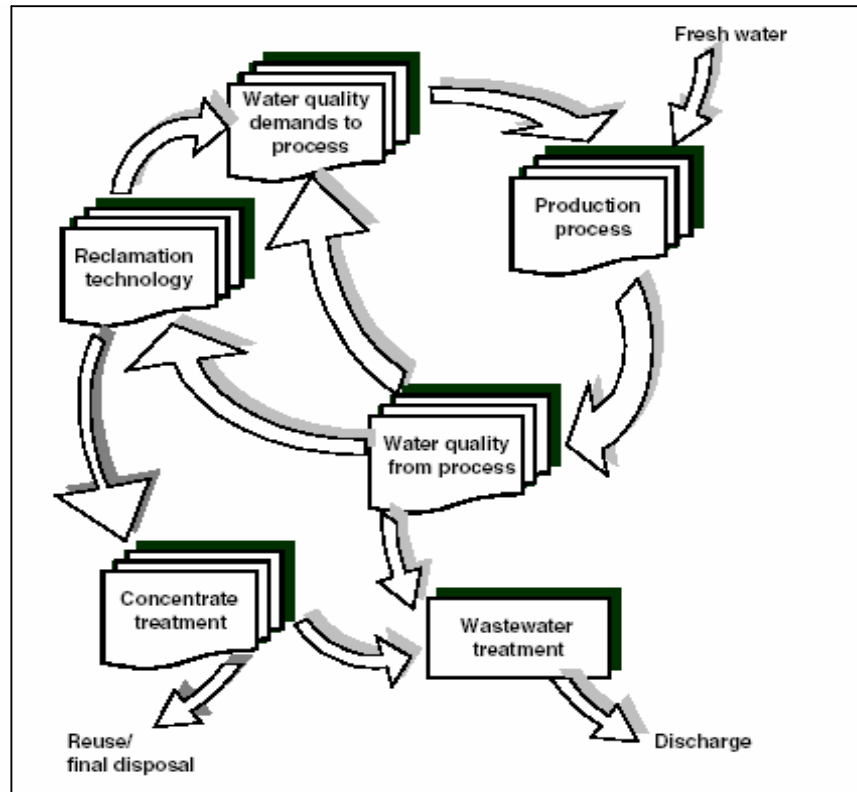 Fresh water
Water quality
demands to
process
Production
process
Reclamation
technology
Water quality
from process
Concentrate
treatment
Wastewater
treatment
Reuse/
final disposal
Discharge